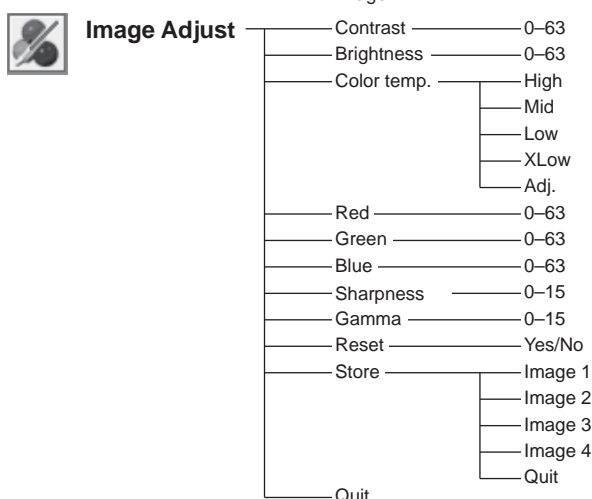 Image Adjust Contrast 0–63
Brightness 0–63
Color temp. High
Mid
Low
XLow
Adj.
Red 0–63
Green 0–63
Blue 0–63
Sharpness 0–15
Gamma 0–15
Reset Yes/No
Store Image 1
Image 2
Image 3
Image 4
Quit
Quit